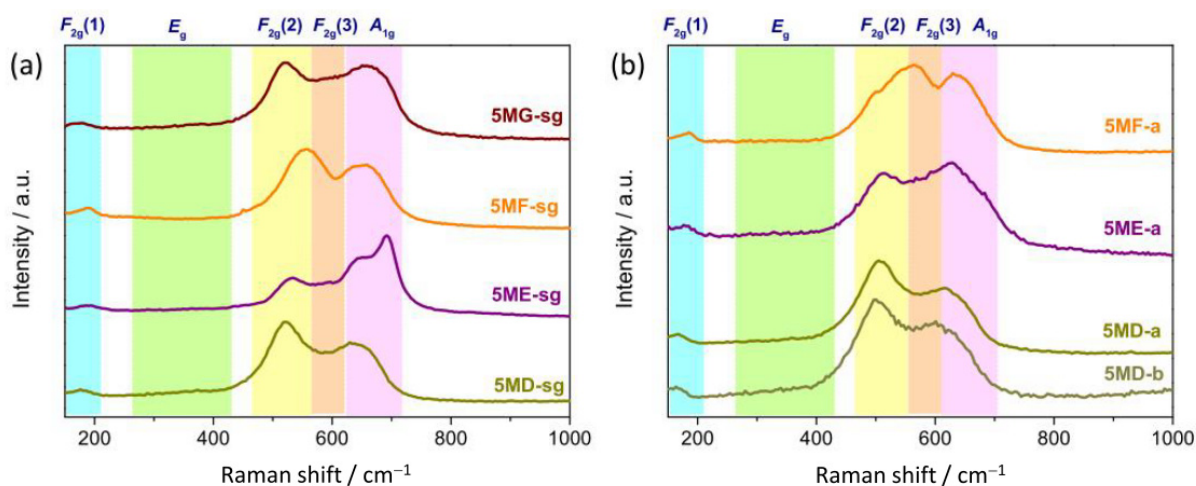 (a)
F2g(1) Eg F2g(2) F2g(3) A1g
5MG-sg
5MF-sg
5ME-sg
5MD-sg
Intensity / a.u.
200 400 600 800 1000
Raman shift / cm−1
(b)
F2g(1) Eg F2g(2) F2g(3) A1g
5MF-a
5ME-a
5MD-a
5MD-b
Intensity / a.u.
200 400 600 800 1000
Raman shift / cm−1